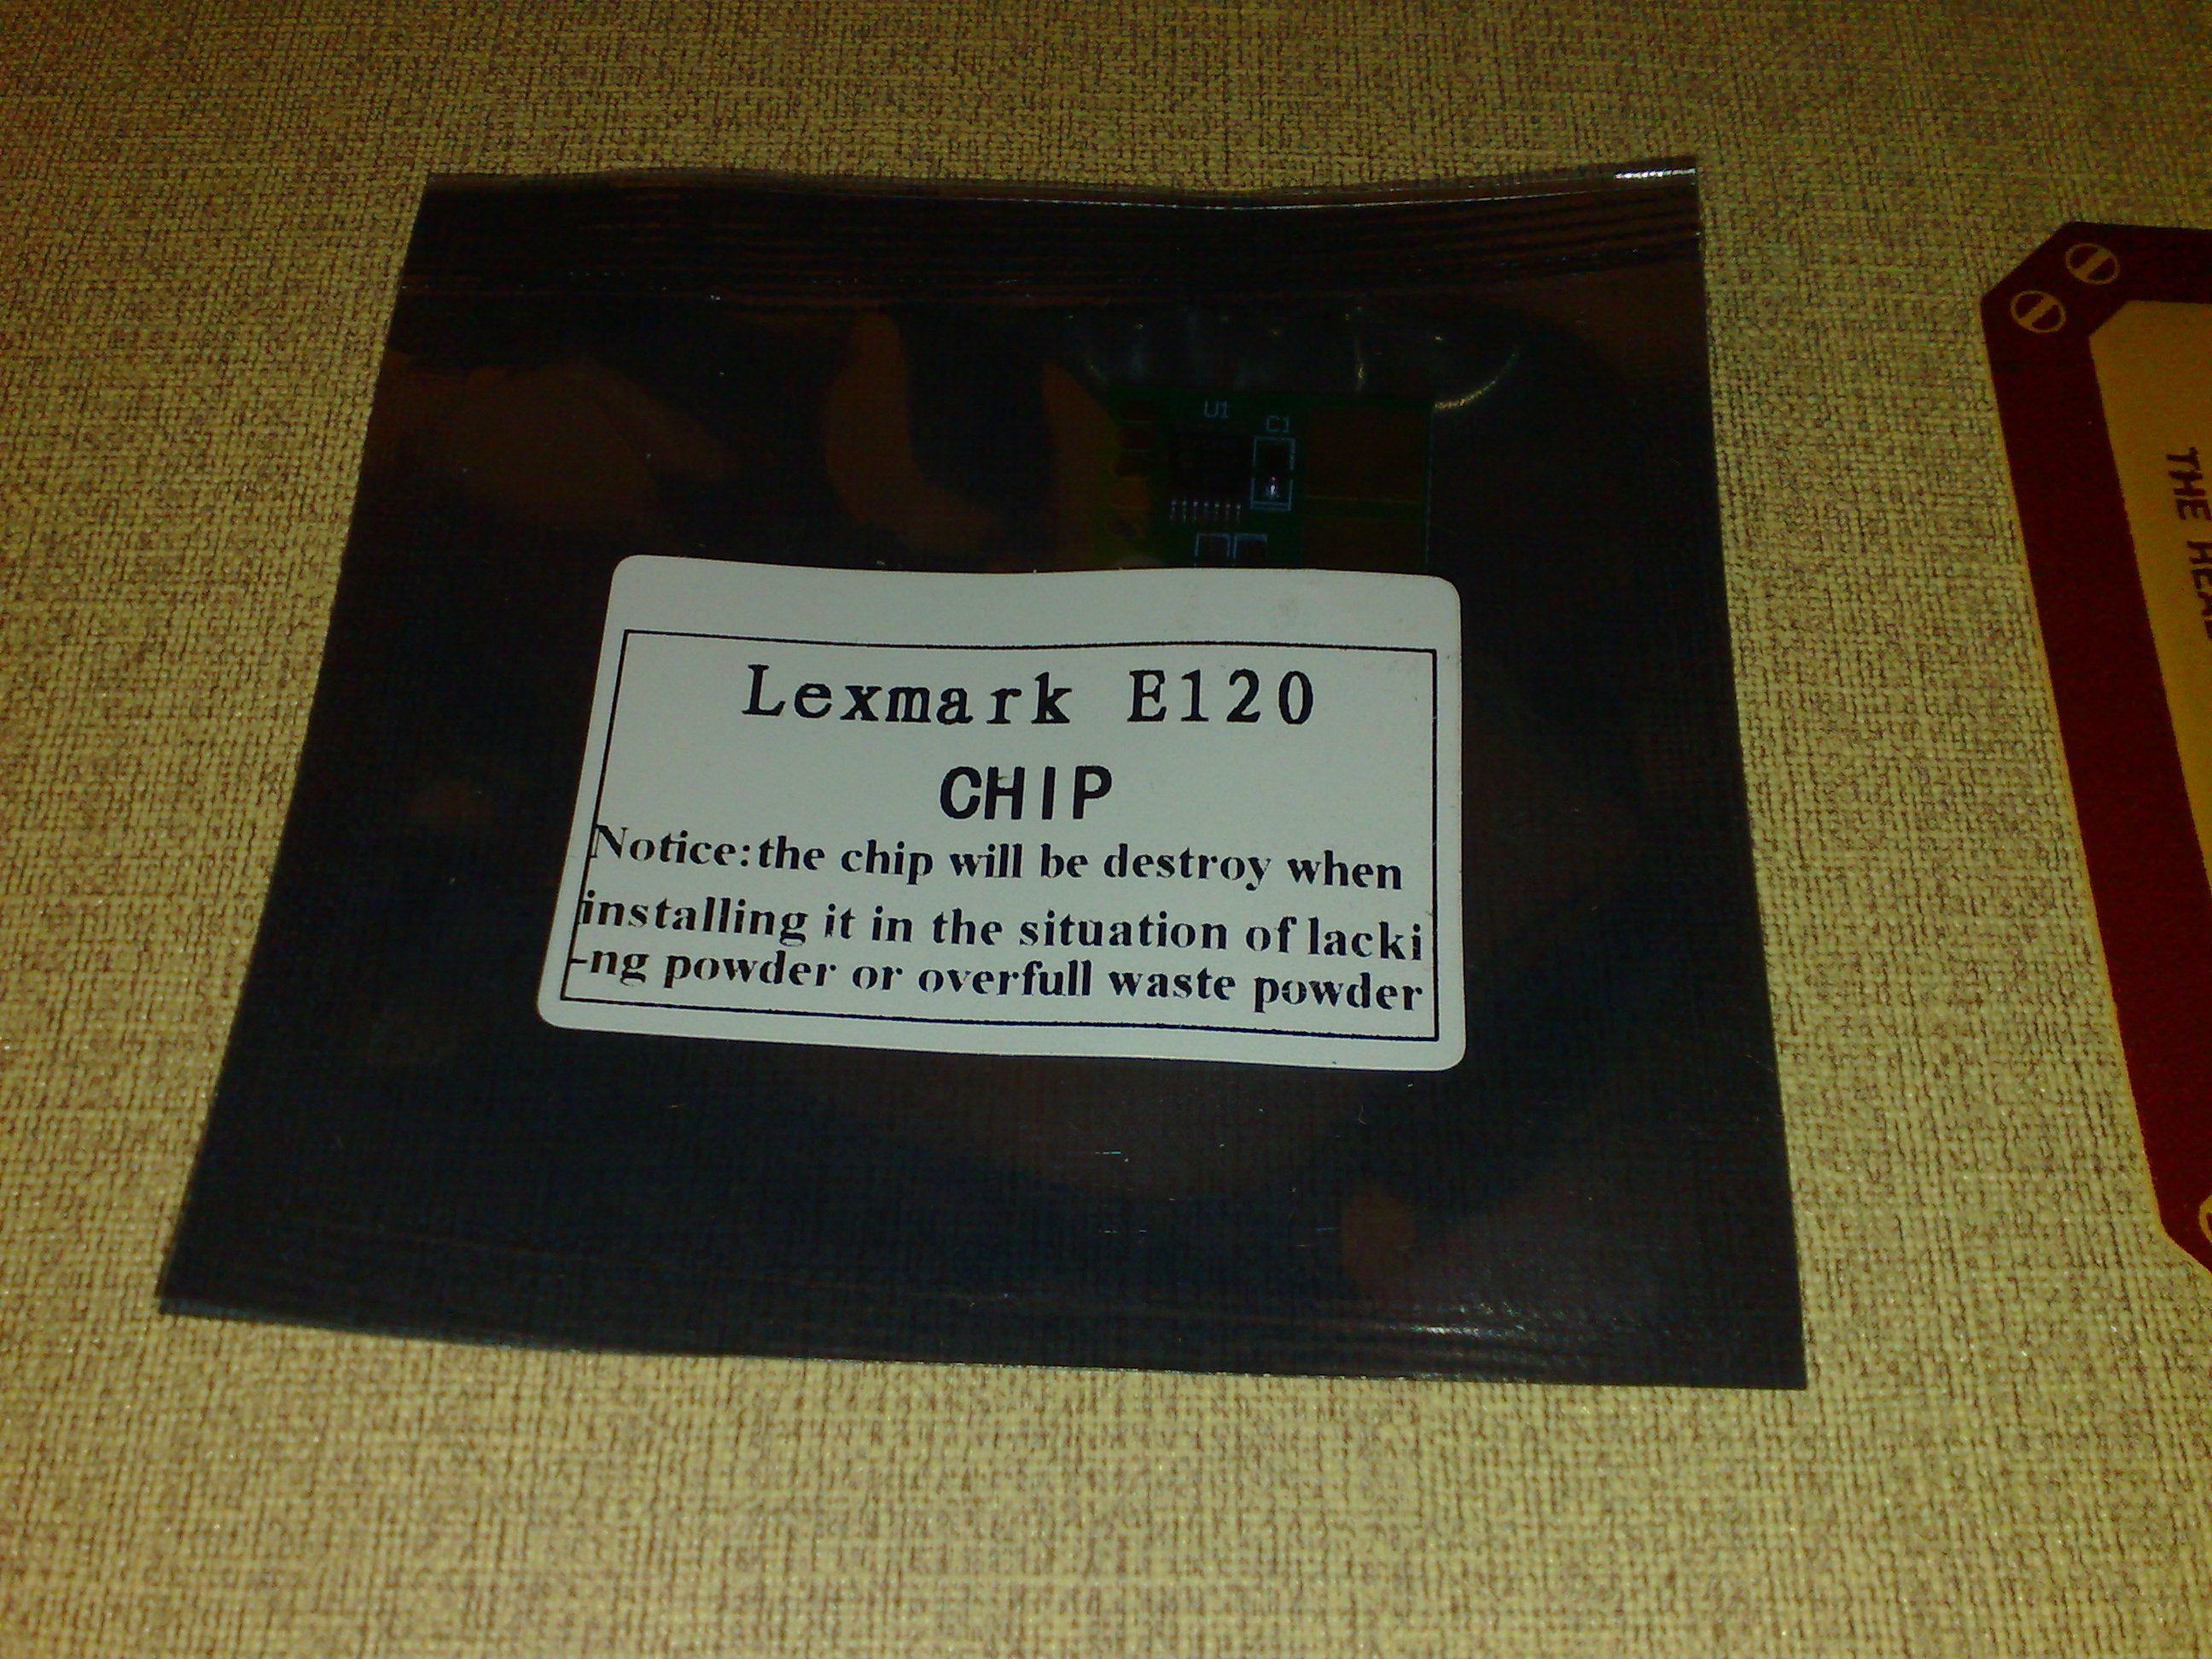 U1
C1
Lexmark E120
CHIP
Notice:the chip will be destroy when
installing it in the situation of lacki
-ng powder or overfull waste powder
THE